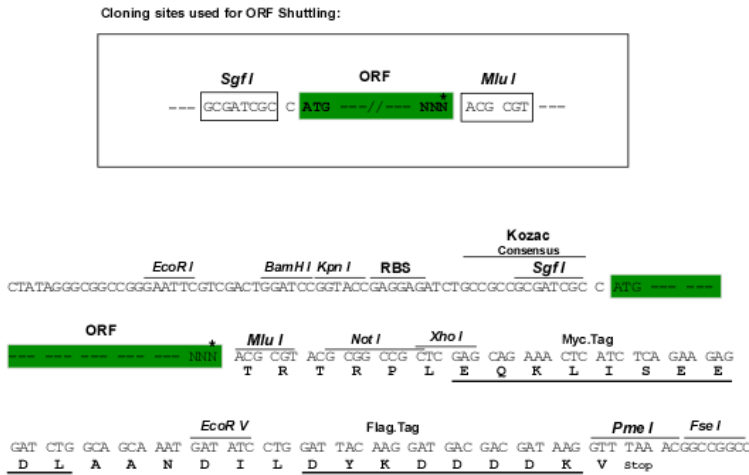 Cloning sites used for ORF Shuttling:
Sgf I ORF Mlu I
--- GCGATCGC C ATG ---//--- NNN* ACG CGT ---
Kozac
Consensus
EcoR I BamH I Kpn I RBS Sgf I
CTATAGGGCGGCCGGGAATTCGTCGACTGGATCCGGTACCGAGGAGATCTGCCGCCGCGATCGC C ATG --- ---
ORF Mlu I Not I Xho I Myc.Tag
--- --- --- --- --- NNN* ACG CGT ACG CGG CCG CTC GAG CAG AAA CTC ATC TCA GAA GAG
T R T R P L E Q K L I S E E
EcoR V Flag.Tag Pme I Fse I
GAT CTG GCA GCA AAT GAT ATC CTG GAT TAC AAG GAT GAC GAC GAT AAG GTT TAA ACGGCCGGCC
D L A A N D I L D Y K D D D D K V Stop